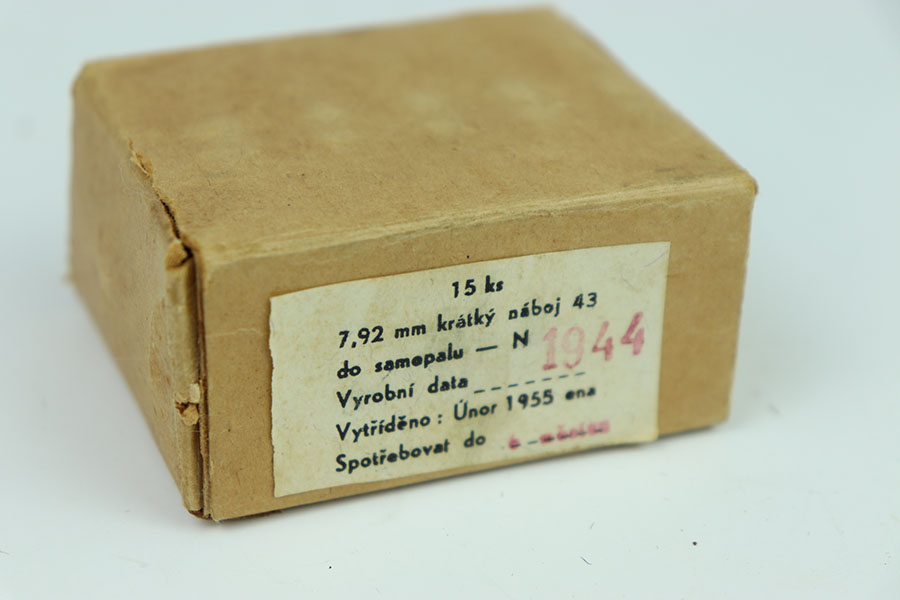 15 ks
7,92 mm krátký náboj 43
do samopalu — N
Vyrobní data 1944
Vytříděno : Únor 1955 ena
Spotřebovat do